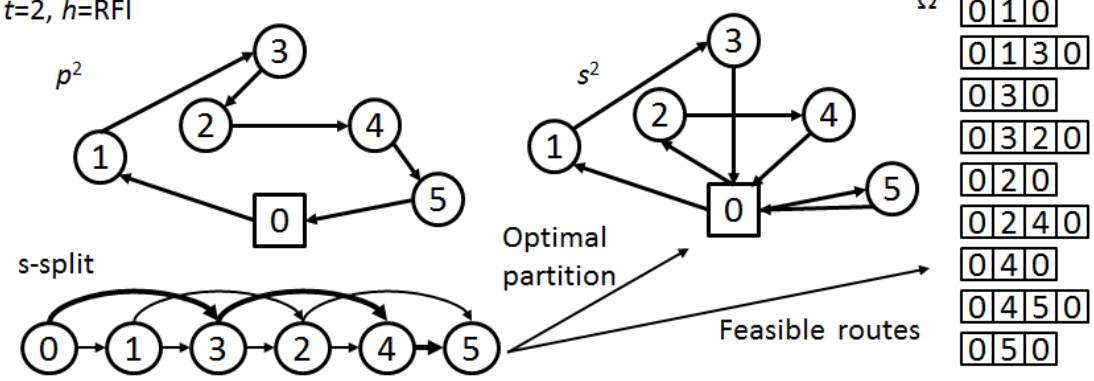 t=2, h=RFI
p²
3
2
4
1
5
0
s-split
0 1 3 2 4 5
s²
3
2
4
1
5
0
Optimal
partition
Feasible routes
Ω
0 1 0
0 1 3 0
0 3 0
0 3 2 0
0 2 0
0 2 4 0
0 4 0
0 4 5 0
0 5 0